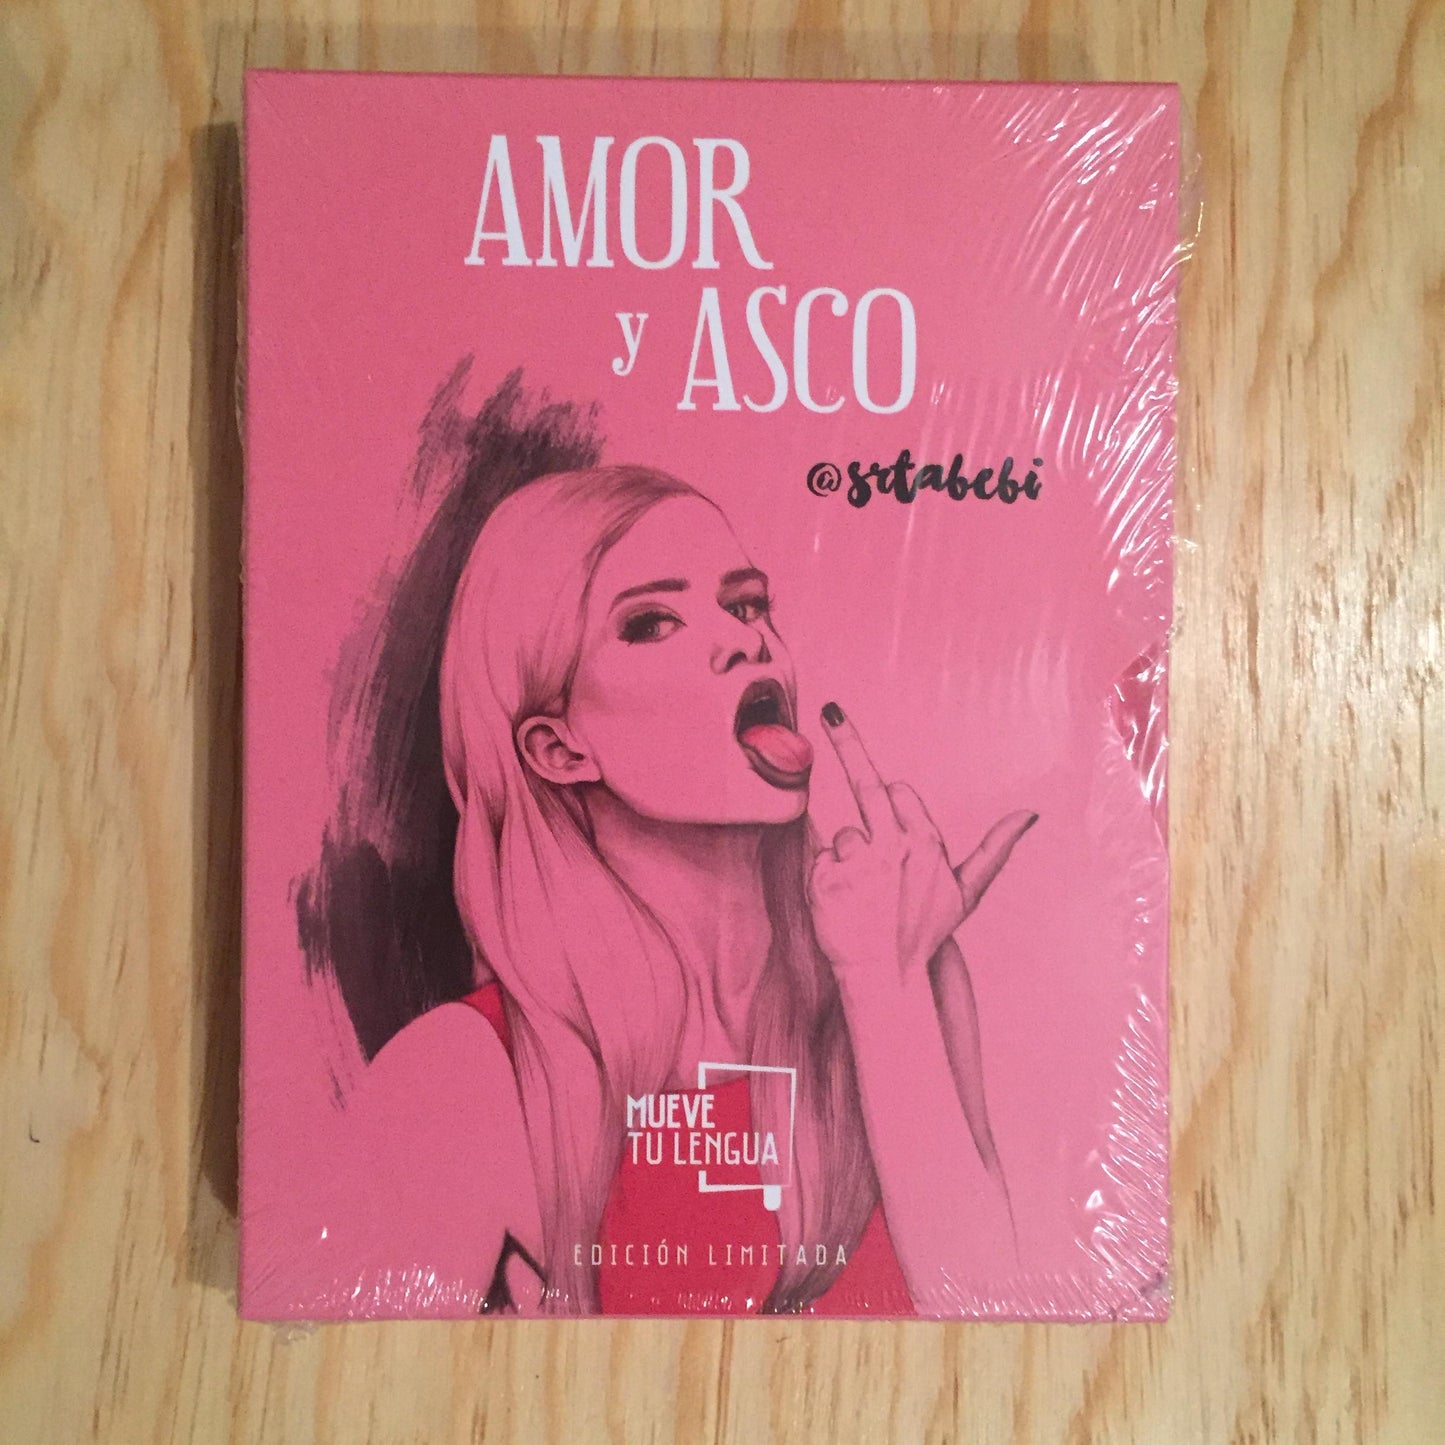 AMOR
y ASCO
@srtabebi
MUEVE
TU LENGUA
EDICIÓN LIMITADA